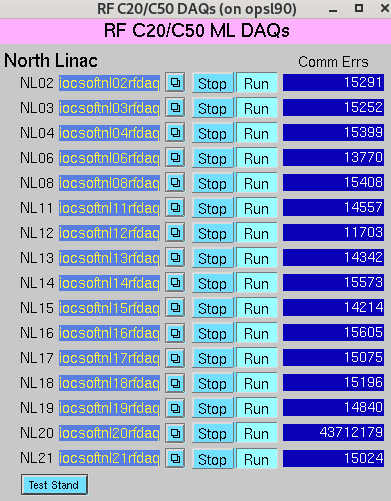 RF C20/C50 DAQs (on opsl90)
RF C20/C50 ML DAQs
North Linac Comm Errs
NL02 iocsoftnl02rfdaq Stop Run 15291
NL03 iocsoftnl03rfdaq Stop Run 15252
NL04 iocsoftnl04rfdaq Stop Run 15399
NL06 iocsoftnl06rfdaq Stop Run 13770
NL08 iocsoftnl08rfdaq Stop Run 15408
NL11 iocsoftnl11rfdaq Stop Run 14557
NL12 iocsoftnl12rfdaq Stop Run 11703
NL13 iocsoftnl13rfdaq Stop Run 14342
NL14 iocsoftnl14rfdaq Stop Run 15573
NL15 iocsoftnl15rfdaq Stop Run 14214
NL16 iocsoftnl16rfdaq Stop Run 15605
NL17 iocsoftnl17rfdaq Stop Run 15075
NL18 iocsoftnl18rfdaq Stop Run 15196
NL19 iocsoftnl19rfdaq Stop Run 14840
NL20 iocsoftnl20rfdaq Stop Run 43712179
NL21 iocsoftnl21rfdaq Stop Run 15024
Test Stand